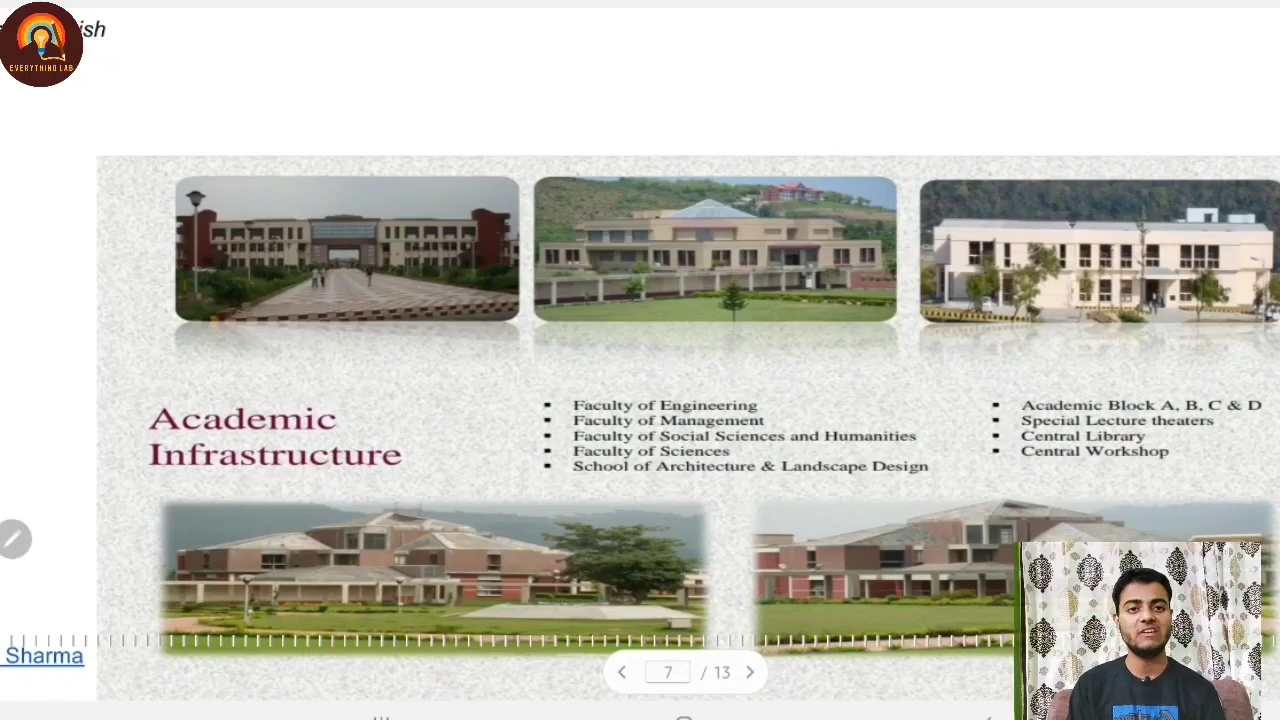 ish
EVERYTHING LAB
Academic
Infrastructure
▪ Faculty of Engineering
▪ Faculty of Management
▪ Faculty of Social Sciences and Humanities
▪ Faculty of Sciences
▪ School of Architecture & Landscape Design
▪ Academic Block A, B, C & D
▪ Special Lecture theaters
▪ Central Library
▪ Central Workshop
Sharma
7 / 13